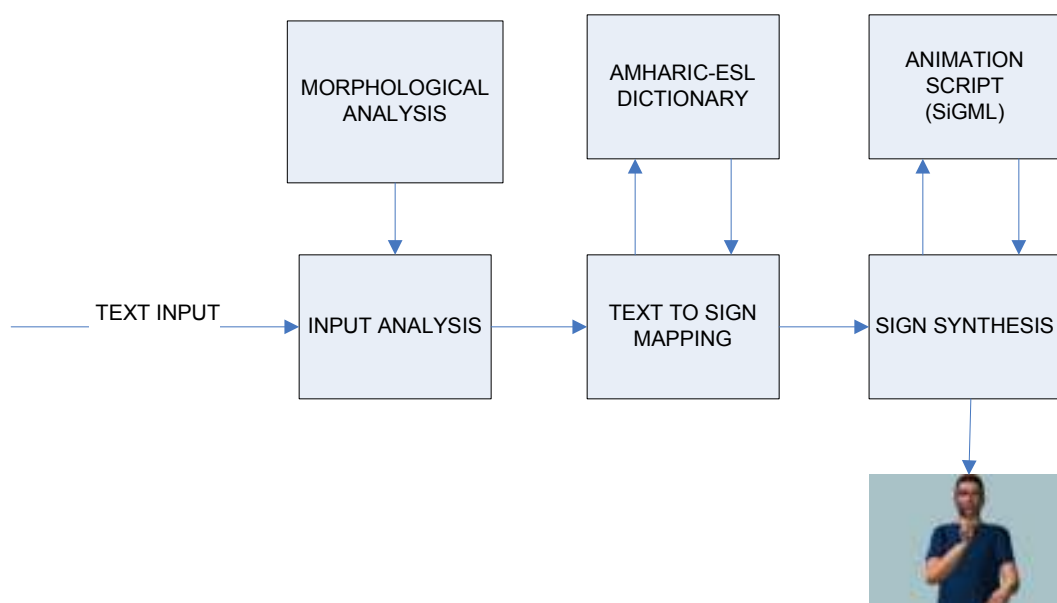 MORPHOLOGICAL
ANALYSIS
AMHARIC-ESL
DICTIONARY
ANIMATION
SCRIPT
(SiGML)
TEXT INPUT
INPUT ANALYSIS
TEXT TO SIGN
MAPPING
SIGN SYNTHESIS